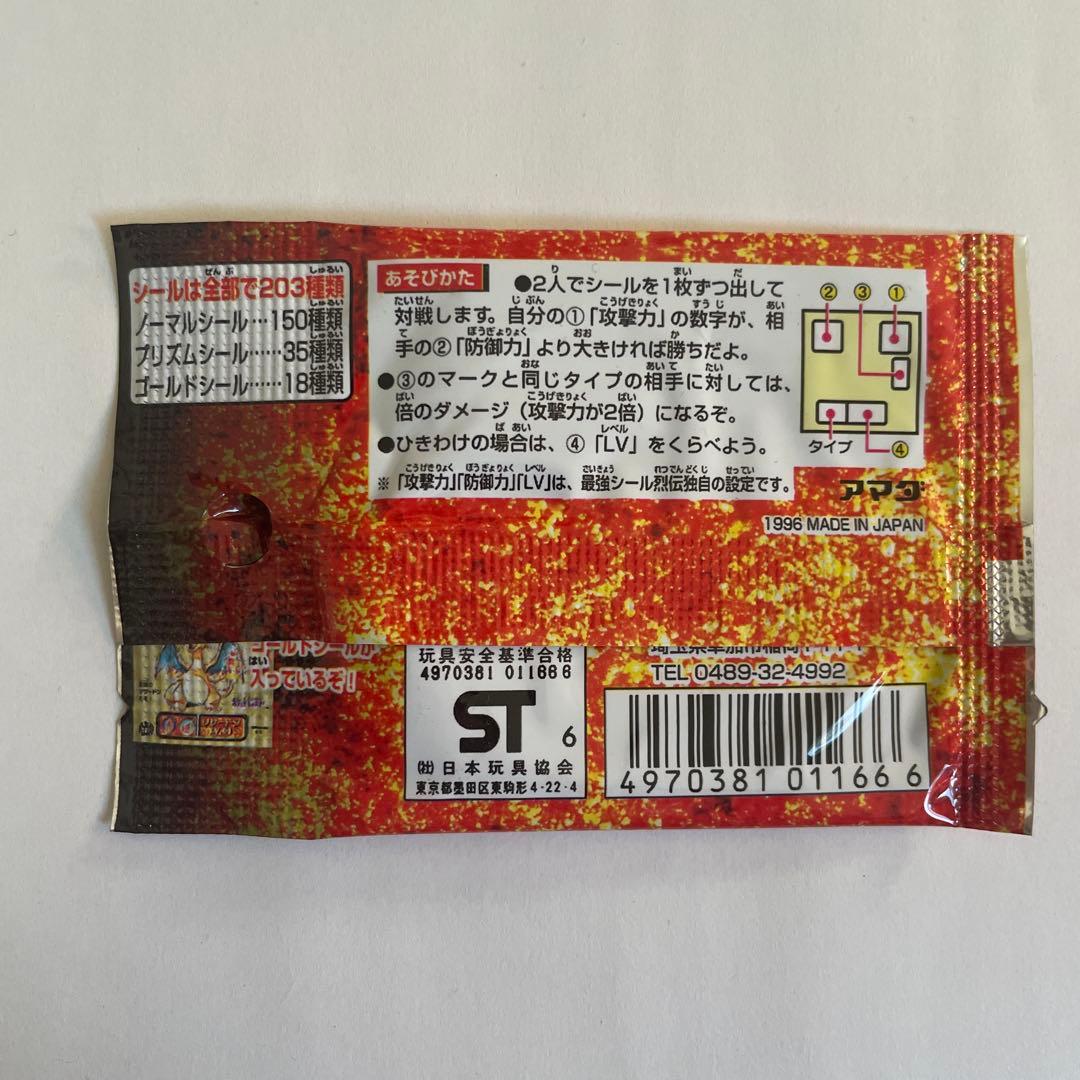 シールは全部で203種類
ノーマルシール…150種類
プリズムシール……35種類
ゴールドシール……18種類
あそびかた
●2人でシールを1枚ずつ出して
対戦します。自分の①「攻撃力」の数字が、相
手の②「防御力」より大きければ勝ちだよ。
●③のマークと同じタイプの相手に対しては、
倍のダメージ(攻撃力が2倍)になるぞ。
●ひきわけの場合は、④「LV」をくらべよう。
※「攻撃力」「防御力」「LV」は、最強シール烈伝独自の設定です。
② ③ ①
タイプ ④
アマダ
1996 MADE IN JAPAN
ゴールドシールが
入っているぞ!
玩具安全基準合格
4970381 011666
ST 6
(社)日本玩具協会
東京都墨田区東駒形4-22-4
TEL 0489-32-4992
4970381 011666